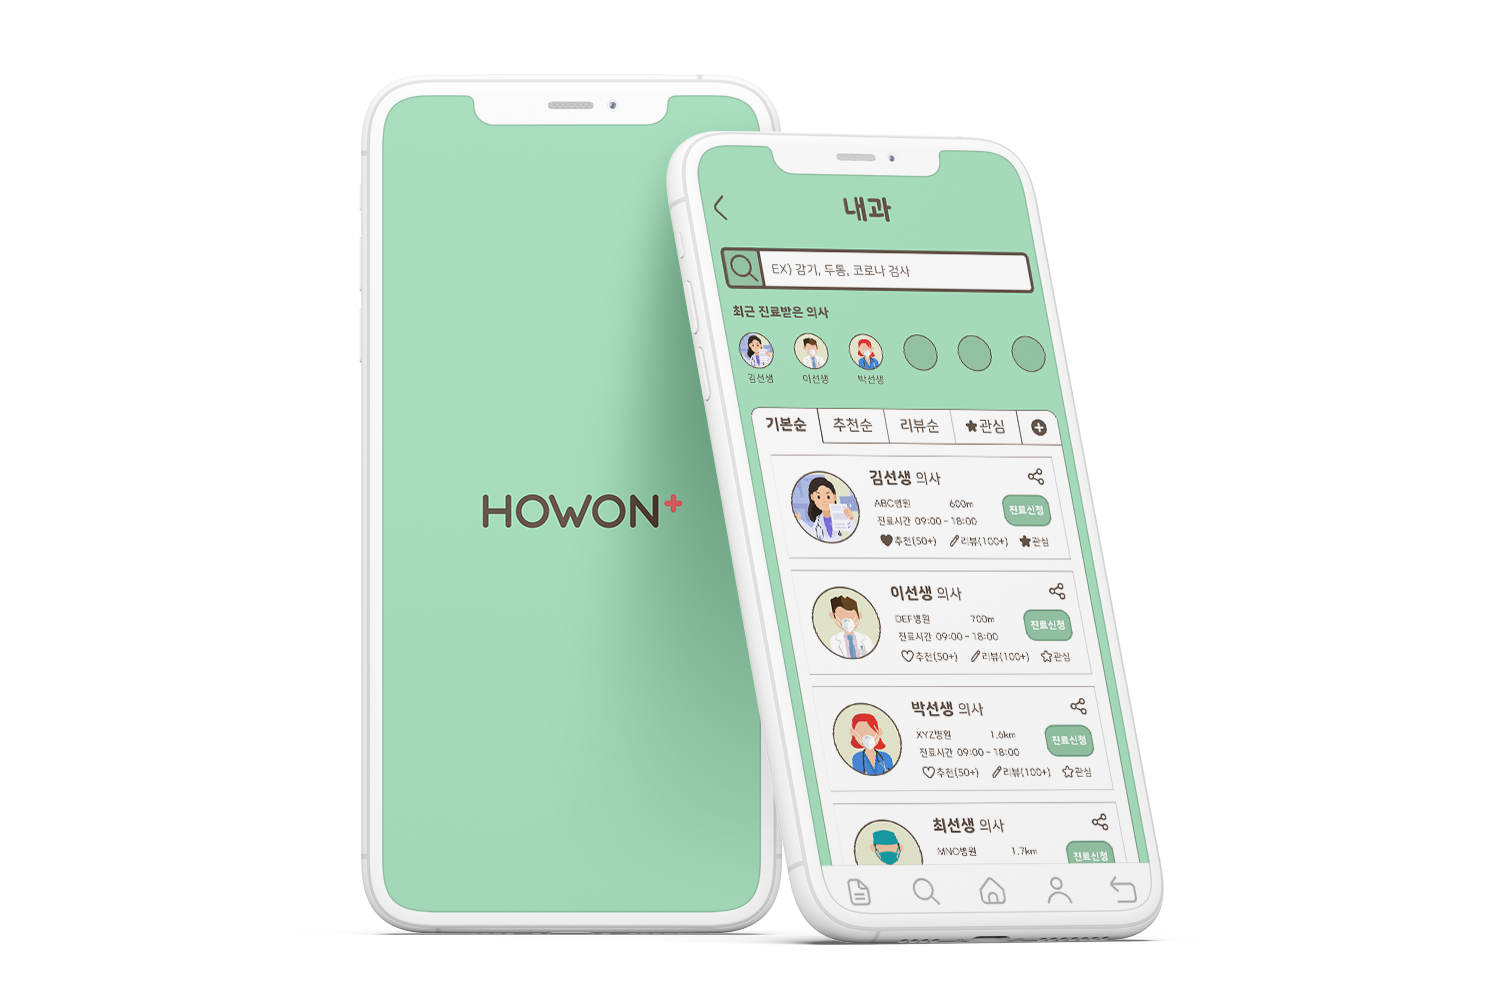 HOWON+
내과
EX) 감기, 두통, 코로나 검사
최근 진료받은 의사
김선생 이선생 박선생
기본순 추천순 리뷰순 관심
김선생 의사
ABC병원 600m
진료신청
진료시간 09:00 - 18:00
추천(50+) 리뷰(100+) 관심
이선생 의사
DEF병원 700m
진료신청
진료시간 09:00 - 18:00
추천(50+) 리뷰(100+) 관심
박선생 의사
XYZ병원 1.6km
진료신청
진료시간 09:00 - 18:00
추천(50+) 리뷰(100+) 관심
최선생 의사
MNO병원 1.7km
진료신청